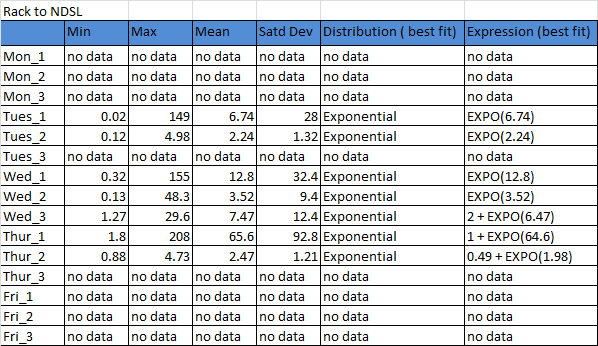 Rack to NDSL
Min Max Mean Satd Dev Distribution ( best fit) Expression (best fit)
Mon_1 no data no data no data no data no data no data
Mon_2 no data no data no data no data no data no data
Mon_3 no data no data no data no data no data no data
Tues_1 0.02 149 6.74 28 Exponential EXPO(6.74)
Tues_2 0.12 4.98 2.24 1.32 Exponential EXPO(2.24)
Tues_3 no data no data no data no data no data no data
Wed_1 0.32 155 12.8 32.4 Exponential EXPO(12.8)
Wed_2 0.13 48.3 3.52 9.4 Exponential EXPO(3.52)
Wed_3 1.27 29.6 7.47 12.4 Exponential 2 + EXPO(6.47)
Thur_1 1.8 208 65.6 92.8 Exponential 1 + EXPO(64.6)
Thur_2 0.88 4.73 2.47 1.21 Exponential 0.49 + EXPO(1.98)
Thur_3 no data no data no data no data no data no data
Fri_1 no data no data no data no data no data no data
Fri_2 no data no data no data no data no data no data
Fri_3 no data no data no data no data no data no data